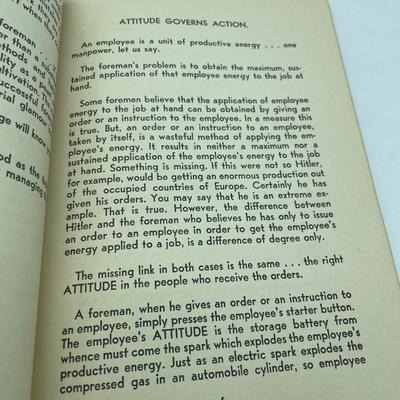 ATTITUDE GOVERNS ACTION.
An employee is a unit of productive energy . . . one
manpower, let us say.
The foreman's problem is to obtain the maximum, sus-
tained application of that employee energy to the job at
hand.
Some foremen believe that the application of employee
energy to the job at hand can be obtained by giving an
order or an instruction to the employee. In a measure this
is true. But, an order or an instruction to an employee,
taken by itself, is a wasteful method of applying the em-
ployee's energy. It results in neither a maximum nor a
sustained application of the employee's energy to the job
at hand. Something is missing. If this were not so Hitler,
for example, would be getting an enormous production out
of the occupied countries of Europe. Certainly he has
given his orders. You may say that he is an extreme ex-
ample. That is true. However, the difference between
Hitler and the foreman who believes he has only to issue
an order to an employee in order to get the employee's
energy applied to a job, is a difference of degree only.
The missing link in both cases is the same . . . the right
ATTITUDE in the people who receive the orders.
A foreman, when he gives an order or an instruction to
an employee, simply presses the employee's starter button.
The employee's ATTITUDE is the storage battery from
whence must come the spark which explodes the employee's
productive energy. Just as an electric spark explodes the
compressed gas in an automobile cylinder, so employee